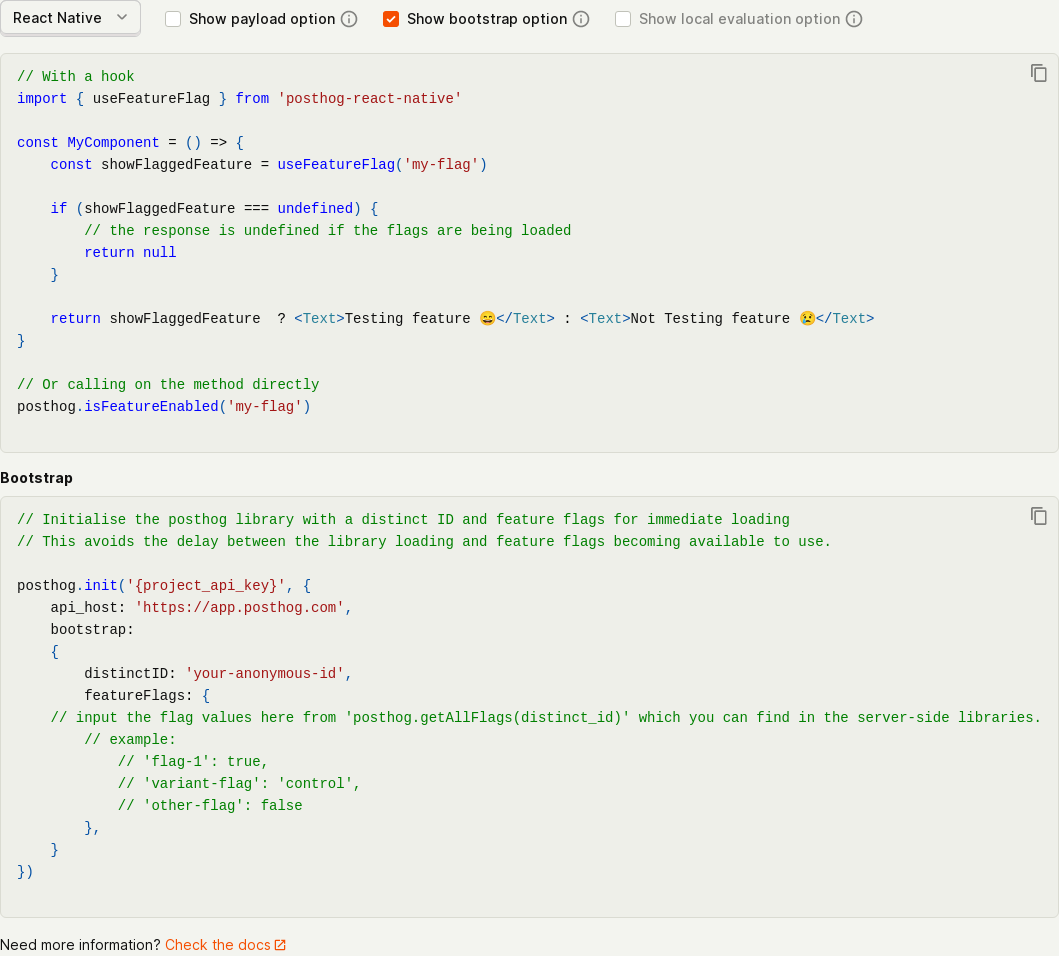 React Native Show payload option Show bootstrap option Show local evaluation option
// With a hook
import { useFeatureFlag } from 'posthog-react-native'

const MyComponent = () => {
    const showFlaggedFeature = useFeatureFlag('my-flag')

    if (showFlaggedFeature === undefined) {
        // the response is undefined if the flags are being loaded
        return null
    }

    return showFlaggedFeature  ? <Text>Testing feature 😄</Text> : <Text>Not Testing feature 😢</Text>
}

// Or calling on the method directly
posthog.isFeatureEnabled('my-flag')

Bootstrap
// Initialise the posthog library with a distinct ID and feature flags for immediate loading
// This avoids the delay between the library loading and feature flags becoming available to use.

posthog.init('{project_api_key}', {
    api_host: 'https://app.posthog.com',
    bootstrap:
    {
        distinctID: 'your-anonymous-id',
        featureFlags: {
    // input the flag values here from 'posthog.getAllFlags(distinct_id)' which you can find in the server-side libraries.
        // example:
            // 'flag-1': true,
            // 'variant-flag': 'control',
            // 'other-flag': false
        },
    }
})

Need more information? Check the docs